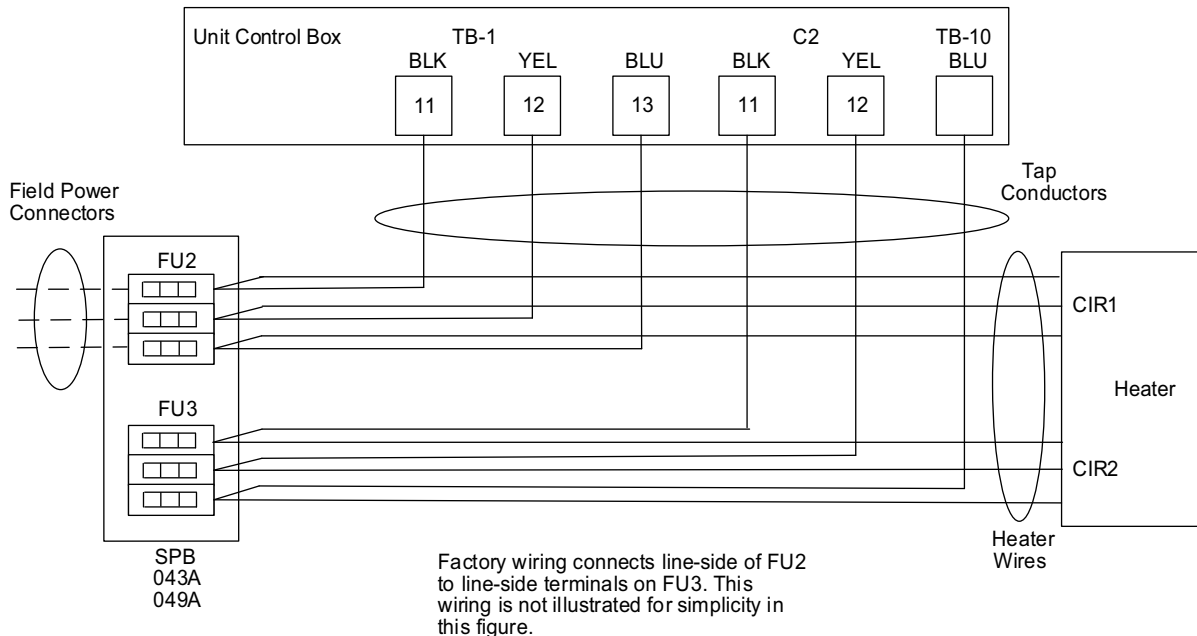 Unit Control Box TB-1 C2 TB-10
BLK YEL BLU BLK YEL BLU
11 12 13 11 12
Field Power
Connectors
Tap
Conductors
FU2
CIR1
Heater
FU3
CIR2
SPB
043A
049A
Heater
Wires
Factory wiring connects line-side of FU2
to line-side terminals on FU3. This
wiring is not illustrated for simplicity in
this figure.